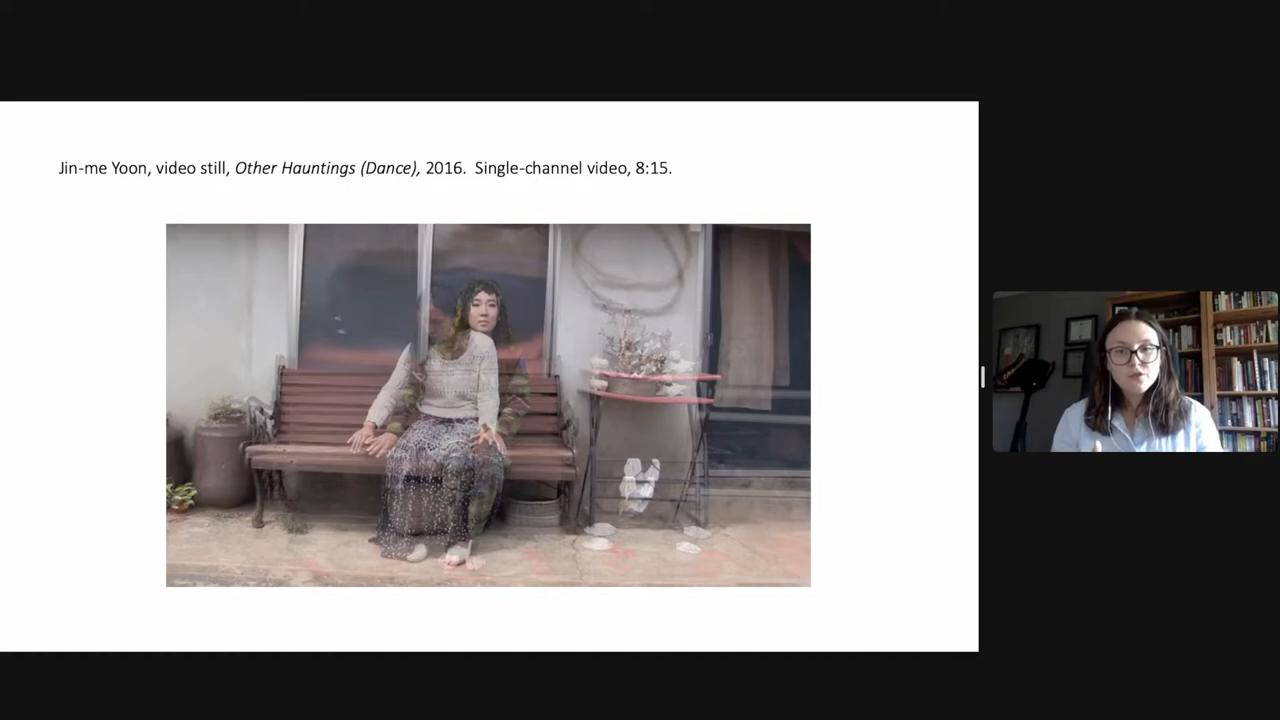 Jin-me Yoon, video still, Other Hauntings (Dance), 2016.  Single-channel video, 8:15.